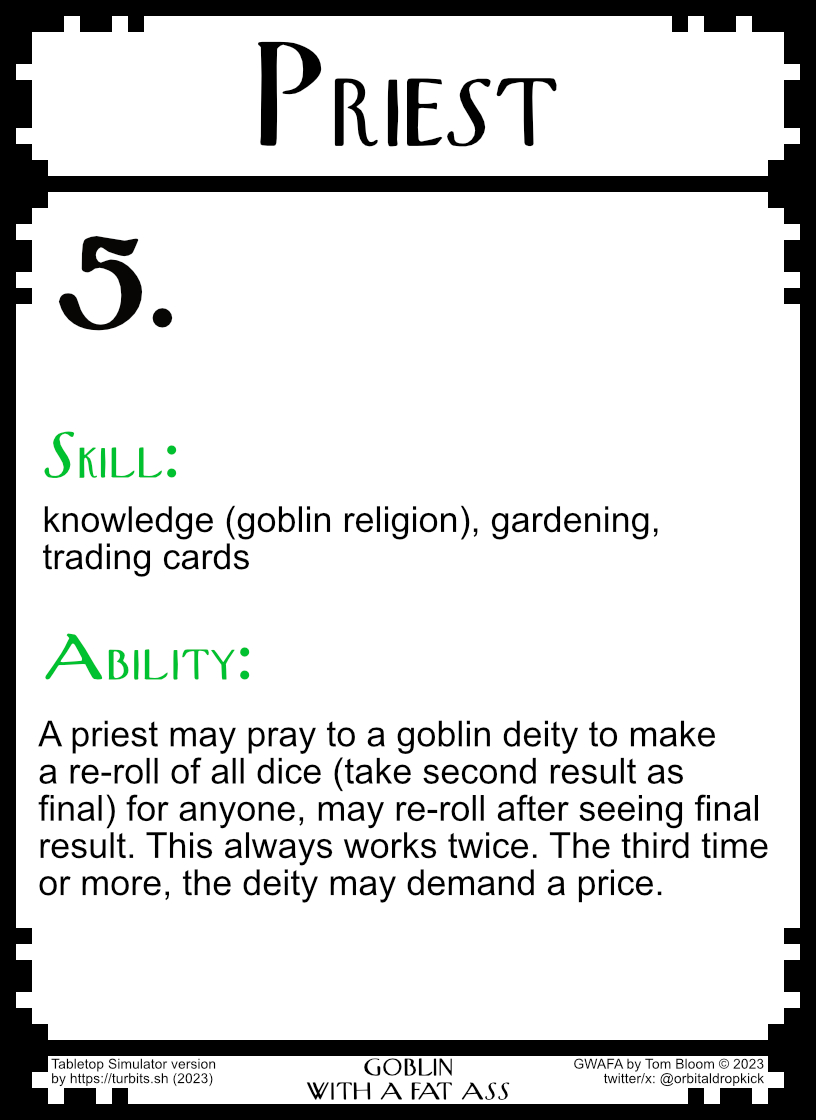 Priest
5.
Skill:
knowledge (goblin religion), gardening,
trading cards
Ability:
A priest may pray to a goblin deity to make
a re-roll of all dice (take second result as
final) for anyone, may re-roll after seeing final
result. This always works twice. The third time
or more, the deity may demand a price.
Tabletop Simulator version
by https://turbits.sh (2023)
GOBLIN
WITH A FAT ASS
GWAFA by Tom Bloom © 2023
twitter/x: @orbitaldropkick